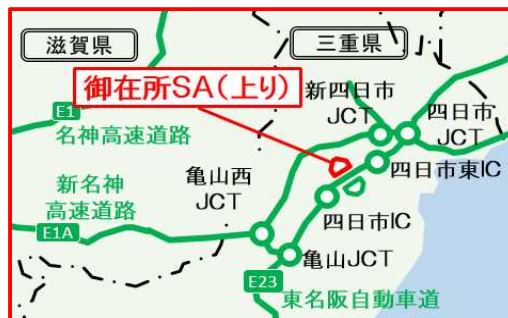 滋賀県
三重県
御在所SA(上り)
E1
名神高速道路
新四日市
JCT
四日市
JCT
四日市東IC
新名神
高速道路
E1A
亀山西
JCT
四日市IC
亀山JCT
E23
東名阪自動車道